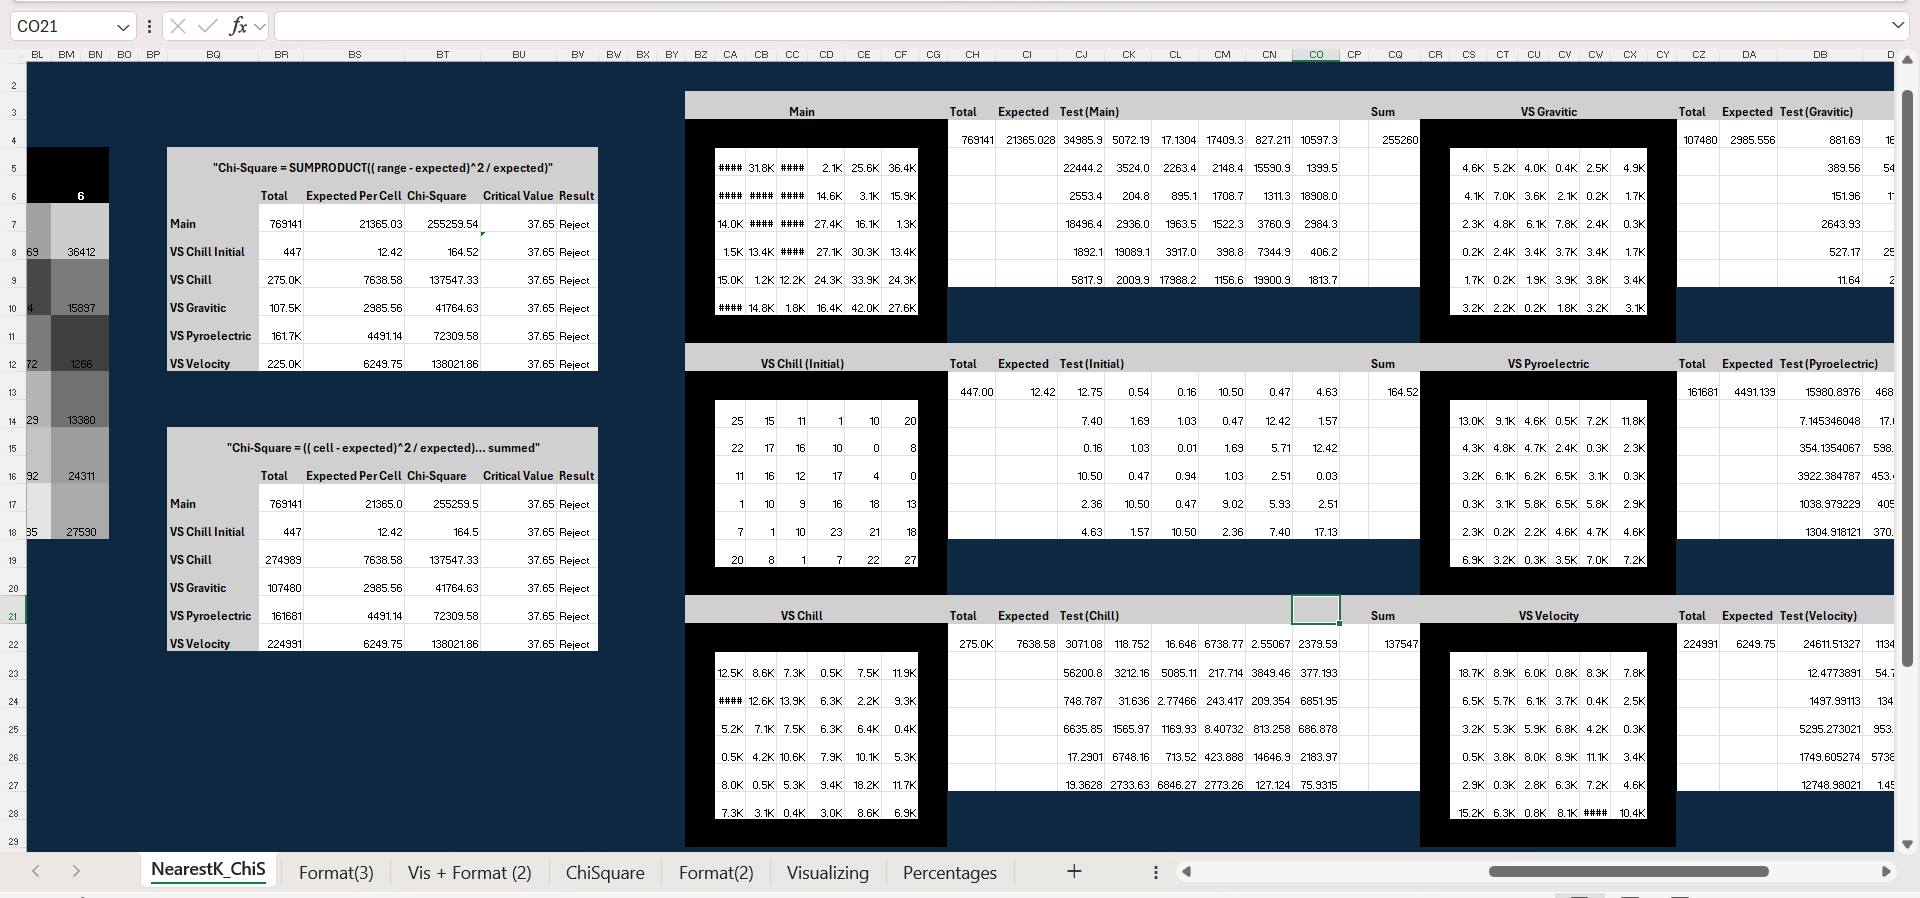 CO21 fx
BL BM BN BO BP BQ BR BS BT BU BV BW BX BY BZ CA CB CC CD CE CF CG CH CI CJ CK CL CM CN CO CP CQ CR CS CT CU CV CW CX CY CZ DA DB D
2
3 Main Total Expected Test (Main) Sum VS Gravitic Total Expected Test (Gravitic)
4 769141 21365.028 34985.9 5072.19 17.1304 17409.3 827.211 10597.3 255260 107480 2985.556 881.69 16
5 "Chi-Square = SUMPRODUCT(( range - expected)^2 / expected)" #### 31.8K #### 2.1K 25.6K 36.4K 22444.2 3524.0 2263.4 2148.4 15590.9 1399.5 4.6K 5.2K 4.0K 0.4K 2.5K 4.9K 389.56 54
6 6 Total Expected Per Cell Chi-Square Critical Value Result #### #### #### 14.6K 3.1K 15.9K 2553.4 204.8 895.1 1708.7 1311.3 18908.0 4.1K 7.0K 3.6K 2.1K 0.2K 1.7K 151.96 1
7 Main 769141 21365.03 255259.54 37.65 Reject 14.0K #### #### 27.4K 16.1K 1.3K 18496.4 2936.0 1963.5 1522.3 3760.9 2984.3 2.3K 4.8K 6.1K 7.8K 2.4K 0.3K 2643.93
8 69 36412 VS Chill Initial 447 12.42 164.52 37.65 Reject 1.5K 13.4K #### 27.1K 30.3K 13.4K 1892.1 19089.1 3917.0 398.8 7344.9 406.2 0.2K 2.4K 3.4K 3.7K 3.4K 1.7K 527.17 25
9 VS Chill 275.0K 7638.58 137547.33 37.65 Reject 15.0K 1.2K 12.2K 24.3K 33.9K 24.3K 5817.9 2009.9 17988.2 1156.6 19900.9 1813.7 1.7K 0.2K 1.9K 3.9K 3.8K 3.4K 11.64 2
10 4 15897 VS Gravitic 107.5K 2985.56 41764.63 37.65 Reject #### 14.8K 1.8K 16.4K 42.0K 27.6K 3.2K 2.2K 0.2K 1.8K 3.2K 3.1K
11 VS Pyroelectric 161.7K 4491.14 72309.58 37.65 Reject
12 72 1266 VS Velocity 225.0K 6249.75 138021.86 37.65 Reject VS Chill (Initial) Total Expected Test (Initial) Sum VS Pyroelectric Total Expected Test (Pyroelectric)
13 447.00 12.42 12.75 0.54 0.16 10.50 0.47 4.63 164.52 161681 4491.139 15980.8976 468
14 29 13380 25 15 11 1 10 20 7.40 1.69 1.03 0.47 12.42 1.57 13.0K 9.1K 4.6K 0.5K 7.2K 11.8K 7.145346048 17.
15 "Chi-Square = (( cell - expected)^2 / expected)... summed" 22 17 16 10 0 8 0.16 1.03 0.01 1.69 5.71 12.42 4.3K 4.8K 4.7K 2.4K 0.3K 2.3K 354.1354067 598.
16 92 24311 Total Expected Per Cell Chi-Square Critical Value Result 11 16 12 17 4 0 10.50 0.47 0.94 1.03 2.51 0.03 3.2K 6.1K 6.2K 6.5K 3.1K 0.3K 3922.384787 453.
17 Main 769141 21365.0 255259.5 37.65 Reject 1 10 9 16 18 13 2.36 10.50 0.47 9.02 5.93 2.51 0.3K 3.1K 5.8K 6.5K 5.8K 2.9K 1038.979229 405
18 35 27590 VS Chill Initial 447 12.42 164.5 37.65 Reject 7 1 10 23 21 18 4.63 1.57 10.50 2.36 7.40 17.13 2.3K 0.2K 2.2K 4.6K 4.7K 4.6K 1304.918121 370.
19 VS Chill 274989 7638.58 137547.33 37.65 Reject 20 8 1 7 22 27 6.9K 3.2K 0.3K 3.5K 7.0K 7.2K
20 VS Gravitic 107480 2985.56 41764.63 37.65 Reject
21 VS Pyroelectric 161681 4491.14 72309.58 37.65 Reject VS Chill Total Expected Test (Chill) Sum VS Velocity Total Expected Test (Velocity)
22 VS Velocity 224991 6249.75 138021.86 37.65 Reject 275.0K 7638.58 3071.08 118.752 16.646 6738.77 2.55067 2379.59 137547 224991 6249.75 24611.51327 1134
23 12.5K 8.6K 7.3K 0.5K 7.5K 11.9K 56200.8 3212.16 5085.11 217.714 3849.46 377.193 18.7K 8.9K 6.0K 0.8K 8.3K 7.8K 12.4773891 54.7
24 #### 12.6K 13.9K 6.3K 2.2K 9.3K 748.787 31.636 2.77466 243.417 209.354 6851.95 6.5K 5.7K 6.1K 3.7K 0.4K 2.5K 1497.99113 134
25 5.2K 7.1K 7.5K 6.3K 6.4K 0.4K 6635.85 1565.97 1169.93 8.40732 813.258 686.878 3.2K 5.3K 5.9K 6.8K 4.2K 0.3K 5295.273021 953.
26 0.5K 4.2K 10.6K 7.9K 10.1K 5.3K 17.2901 6748.16 713.52 423.888 14646.9 2183.97 0.5K 3.8K 8.0K 8.9K 11.1K 3.4K 1749.605274 5738
27 8.0K 0.5K 5.3K 9.4K 18.2K 11.7K 19.3628 2733.63 6846.27 2773.26 127.124 75.9315 2.9K 0.3K 2.8K 6.3K 7.2K 4.6K 12748.98021 1.45
28 7.3K 3.1K 0.4K 3.0K 8.6K 6.9K 15.2K 6.3K 0.8K 8.1K #### 10.4K
29
NearestK_ChiS Format(3) Vis + Format (2) ChiSquare Format(2) Visualizing Percentages